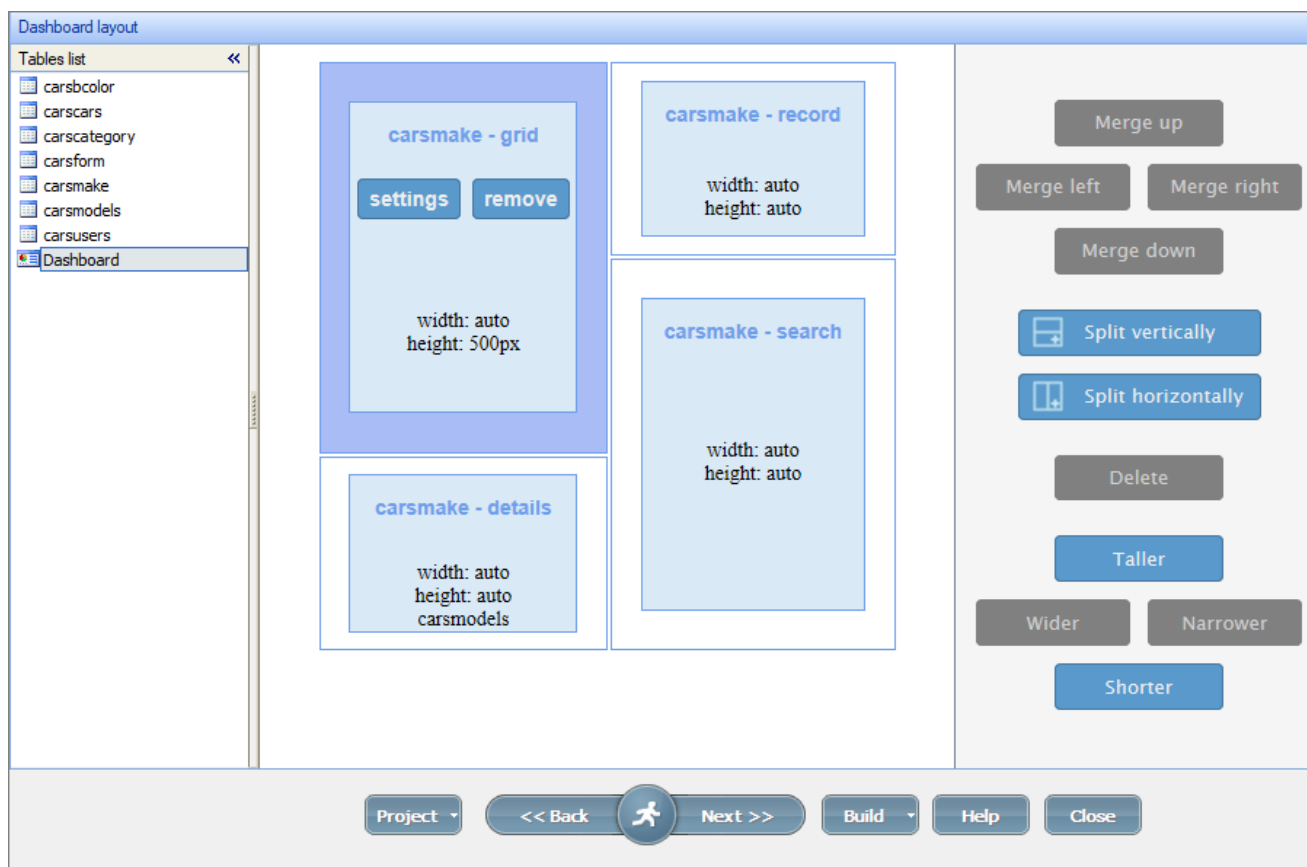 Dashboard layout
Tables list
carsbcolor
carscars
carscategory
carsform
carsmake
carsmodels
carsusers
Dashboard
carsmake - grid
settings remove
width: auto
height: 500px
carsmake - details
width: auto
height: auto
carsmodels
carsmake - record
width: auto
height: auto
carsmake - search
width: auto
height: auto
Merge up
Merge left Merge right
Merge down
Split vertically
Split horizontally
Delete
Taller
Wider Narrower
Shorter
Project << Back Next >> Build Help Close